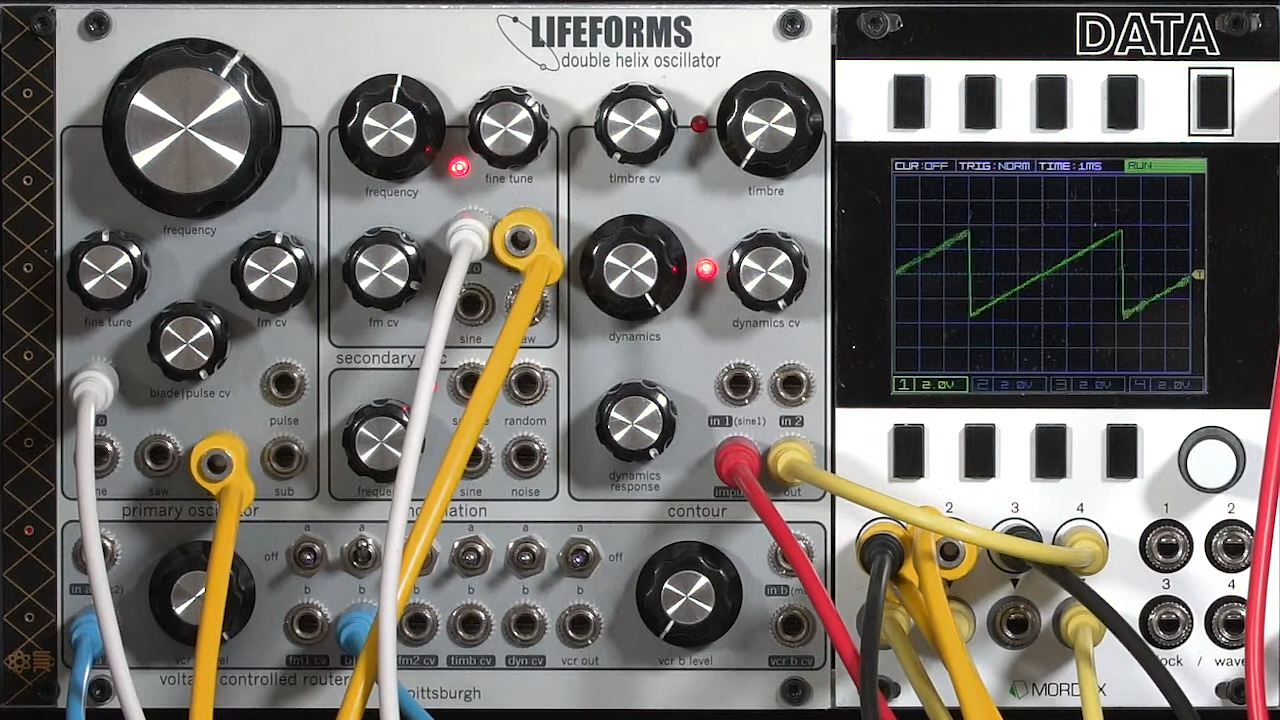 LIFEFORMS
double helix oscillator
DATA
CUR:OFF TRIG:NORM TIME:1MS RUN
frequency
fine tune
timbre cv
timbre
frequency
fine tune
fm cv
fm cv
sine
dynamics
dynamics cv
secondary
blade|pulse cv
pulse
random
in 1 (sine1)
in 2
1 2.0V 2 2.0V 3 2.0V 4 2.0V
saw
sub
sine
noise
dynamics
response
out
primary oscillator
contour
2 3 4 1 2
a a a a a
off
off
b b b b b
3 4
fm1 cv
fm2 cv
timb cv
dyn cv
vcr out
vcr b level
vcr b cv
voltage controlled router
pittsburgh